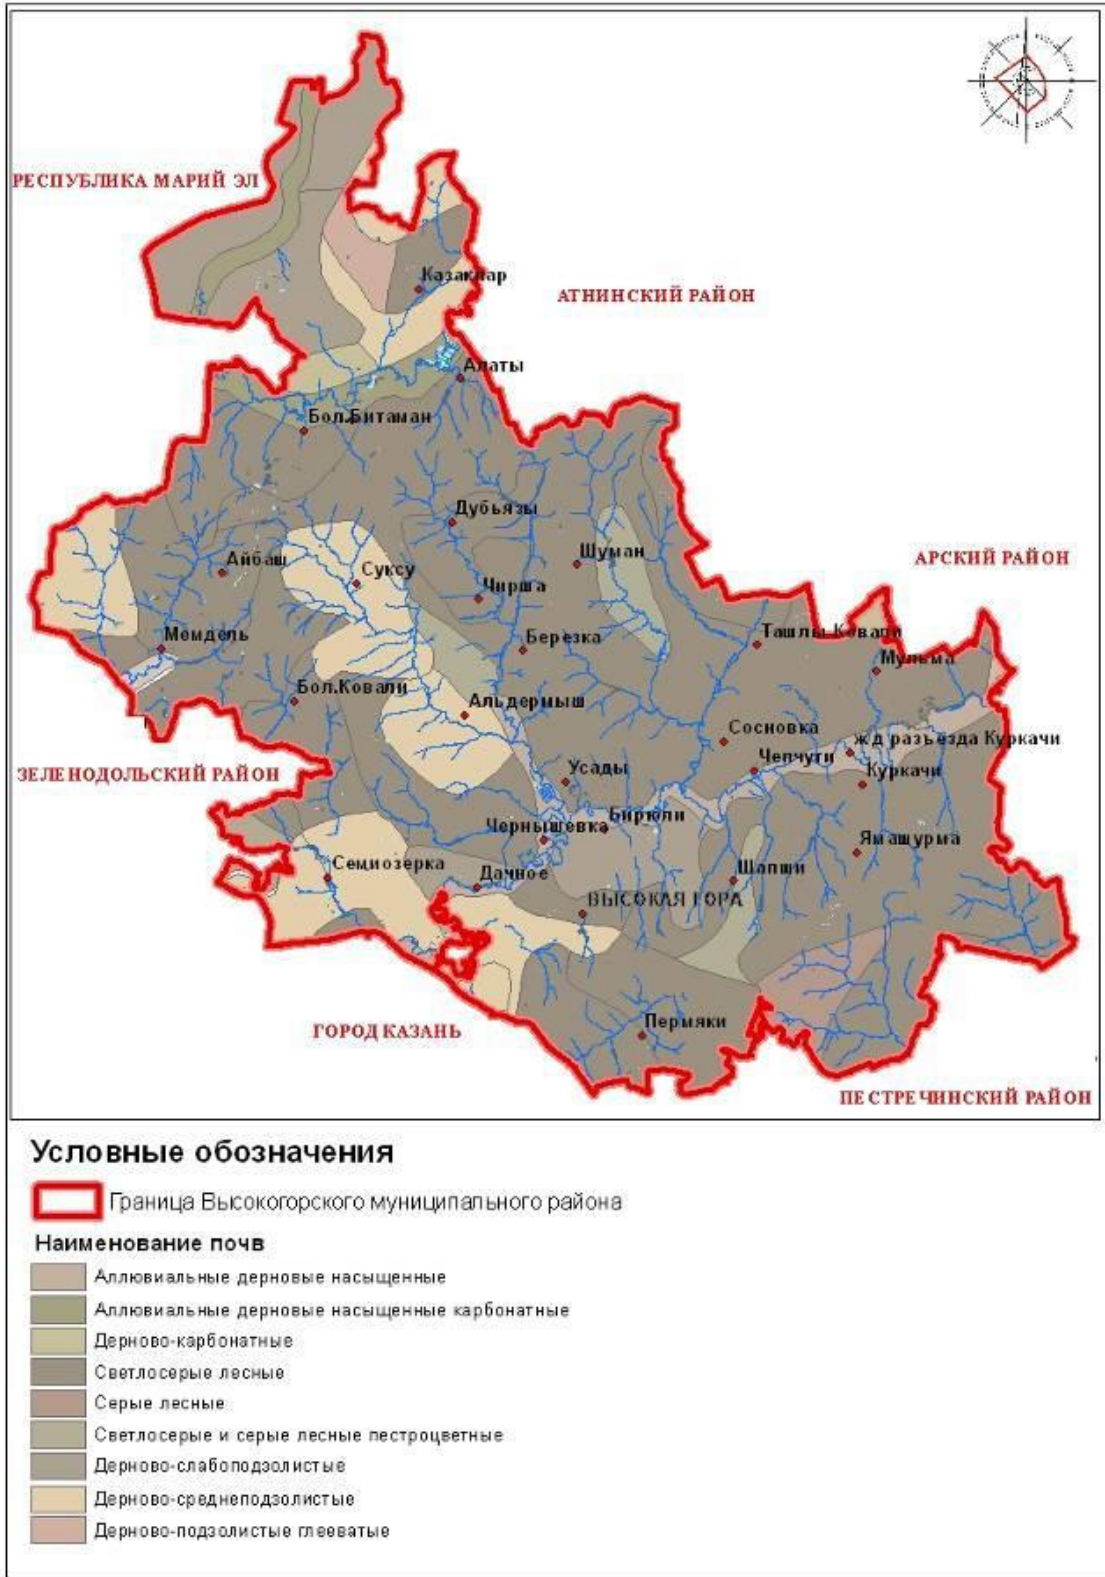 РЕСПУБЛИКА МАРИЙ ЭЛ
Казаклар
АТНИНСКИЙ РАЙОН
Алаты
Бол.Битаман
Дубьязы
Шуман
АРСКИЙ РАЙОН
Айбаш
Суксу
Чирша
Ташлы Ковали
Мемдель
Березка
Мульма
Бол.Ковали
Альдермыш
Сосновка
жд разъезда Куркачи
ЗЕЛЕНОДОЛЬСКИЙ РАЙОН
Усады
Чепчуги
Куркачи
Бирюли
Чернышевка
Ямашурма
Семиозерка
Дачное
Шапши
ВЫСОКАЯ ГОРА
ГОРОД КАЗАНЬ
Пермяки
ПЕСТРЕЧИНСКИЙ РАЙОН
Условные обозначения
Граница Высокогорского муниципального района
Наименование почв
Аллювиальные дерновые насыщенные
Аллювиальные дерновые насыщенные карбонатные
Дерново-карбонатные
Светлосерые лесные
Серые лесные
Светлосерые и серые лесные пестроцветные
Дерново-слабоподзолистые
Дерново-среднеподзолистые
Дерново-подзолистые глееватые